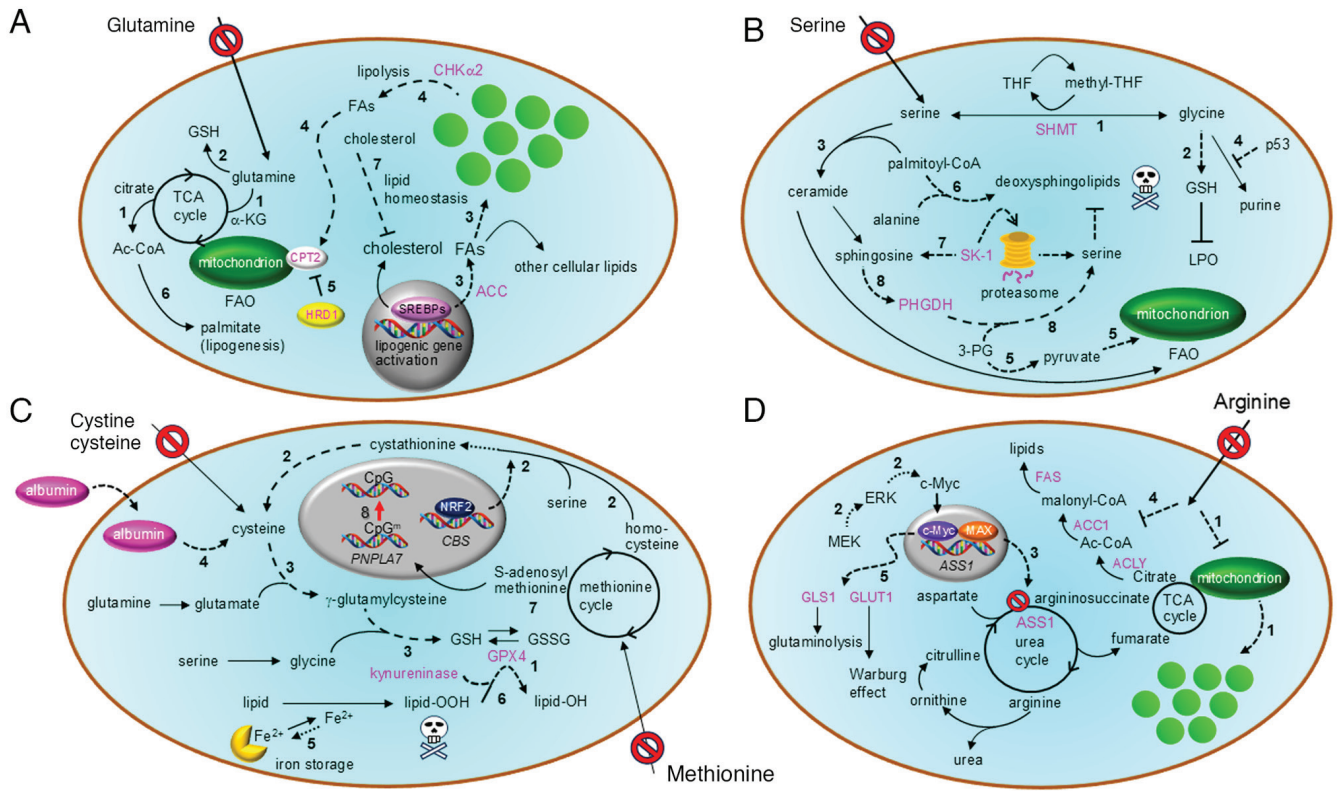 A
Glutamine
lipolysis
CHKα2
4
FAs
4
GSH
cholesterol
2
7
glutamine
citrate
TCA
cycle
lipid
homeostasis
1
1
α-KG
3
Ac-CoA
cholesterol
FAs
mitochondrion
CPT2
other cellular lipids
3
ACC
6
FAO
5
HRD1
SREBPs
palmitate
(lipogenesis)
lipogenic gene
activation
B
Serine
THF
methyl-THF
serine
glycine
SHMT
1
3
4
p53
palmitoyl-CoA
2
deoxysphingolipids
ceramide
6
GSH
alanine
purine
7
SK-1
sphingosine
serine
LPO
8
proteasome
PHGDH
mitochondrion
8
3-PG
5
pyruvate
5
FAO
C
Cystine
cysteine
cystathionine
2
2
albumin
CpG
serine
2
NRF2
8
albumin
cysteine
CpGm
homo-
cysteine
CBS
4
PNPLA7
3
S-adenosyl
methionine
methionine
cycle
glutamine
glutamate
γ-glutamylcysteine
7
GSH
GSSG
3
serine
glycine
GPX4
1
kynureninase
6
lipid
lipid-OOH
lipid-OH
Fe2+
Fe2+
5
iron storage
Methionine
D
Arginine
lipids
FAS
c-Myc
ERK
malonyl-CoA
4
2
2
1
ACC1
c-Myc
MAX
MEK
Ac-CoA
3
ASS1
ACLY
5
Citrate
mitochondrion
GLS1
GLUT1
aspartate
argininosuccinate
TCA
cycle
ASS1
1
glutaminolysis
urea
cycle
fumarate
citrulline
Warburg
effect
ornithine
arginine
urea